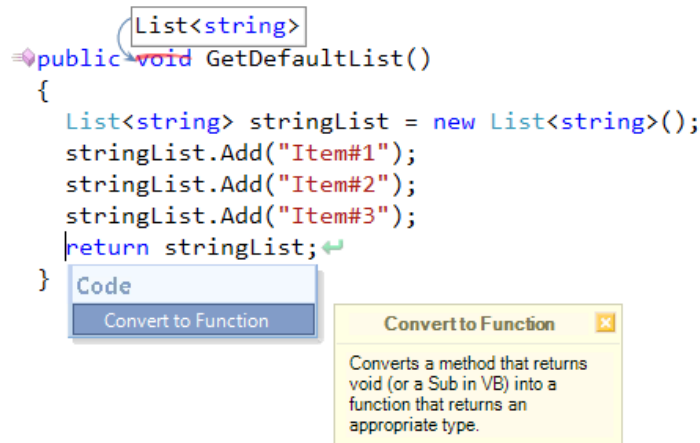 List<string>
public void GetDefaultList()
{
List<string> stringList = new List<string>();
stringList.Add("Item#1");
stringList.Add("Item#2");
stringList.Add("Item#3");
return stringList;
}
Code
Convert to Function
Convert to Function
Converts a method that returns
void (or a Sub in VB) into a
function that returns an
appropriate type.